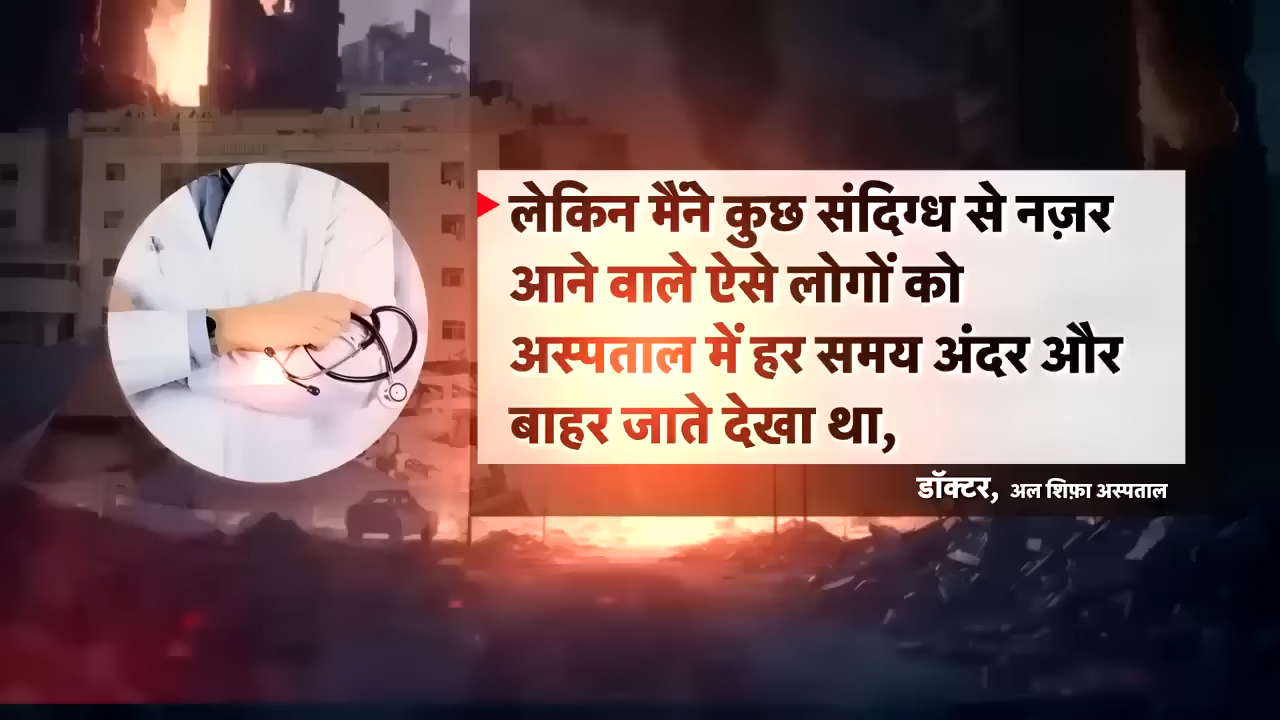 लेकिन मैंने कुछ संदिग्ध से नज़र
आने वाले ऐसे लोगों को
अस्पताल में हर समय अंदर और
बाहर जाते देखा था,
डॉक्टर, अल शिफ़ा अस्पताल